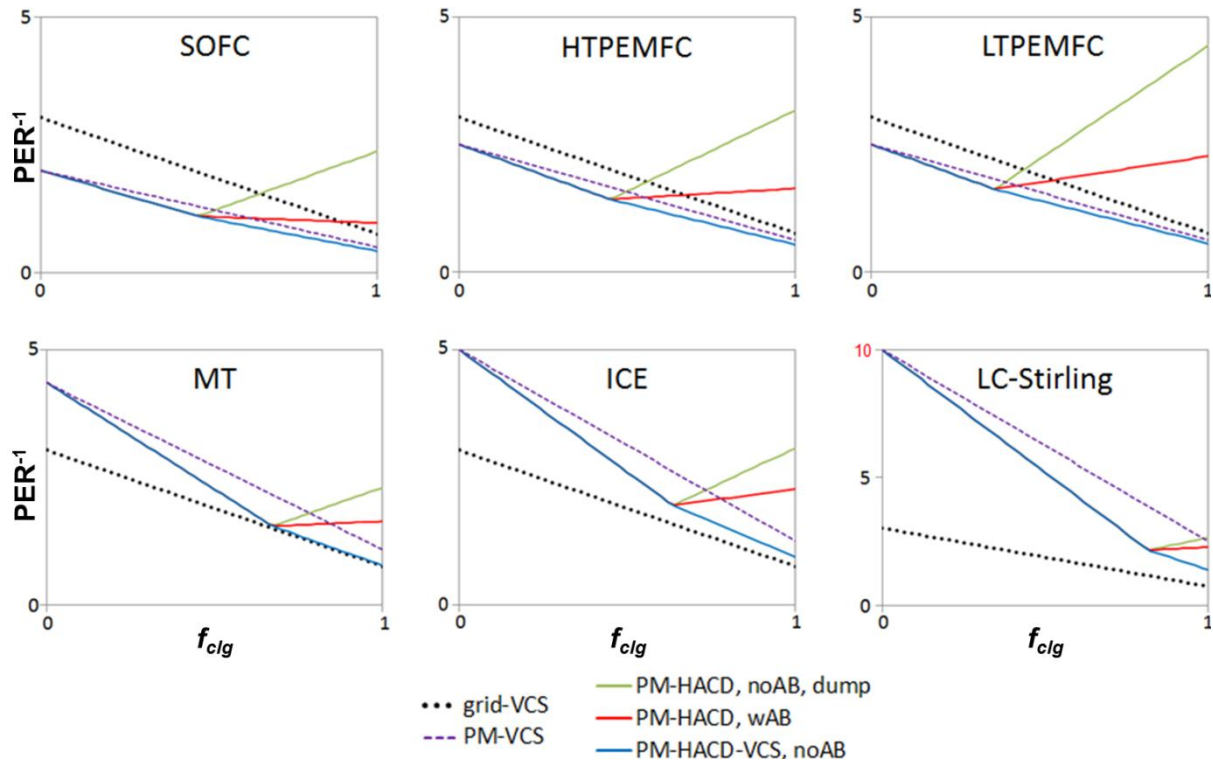 5
SOFC
PER-1
0
0
1
5
HTPEMFC
0
0
1
5
LTPEMFC
0
0
1
5
MT
PER-1
0
0
1
fclg
5
ICE
0
0
1
fclg
10
LC-Stirling
5
0
0
1
fclg
grid-VCS
PM-VCS
PM-HACD, noAB, dump
PM-HACD, wAB
PM-HACD-VCS, noAB